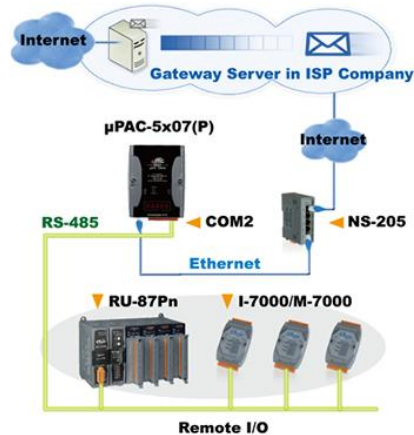 Internet
Gateway Server in ISP Company
µPAC-5x07(P)
Internet
RS-485
COM2
NS-205
Ethernet
RU-87Pn
I-7000/M-7000
Remote I/O